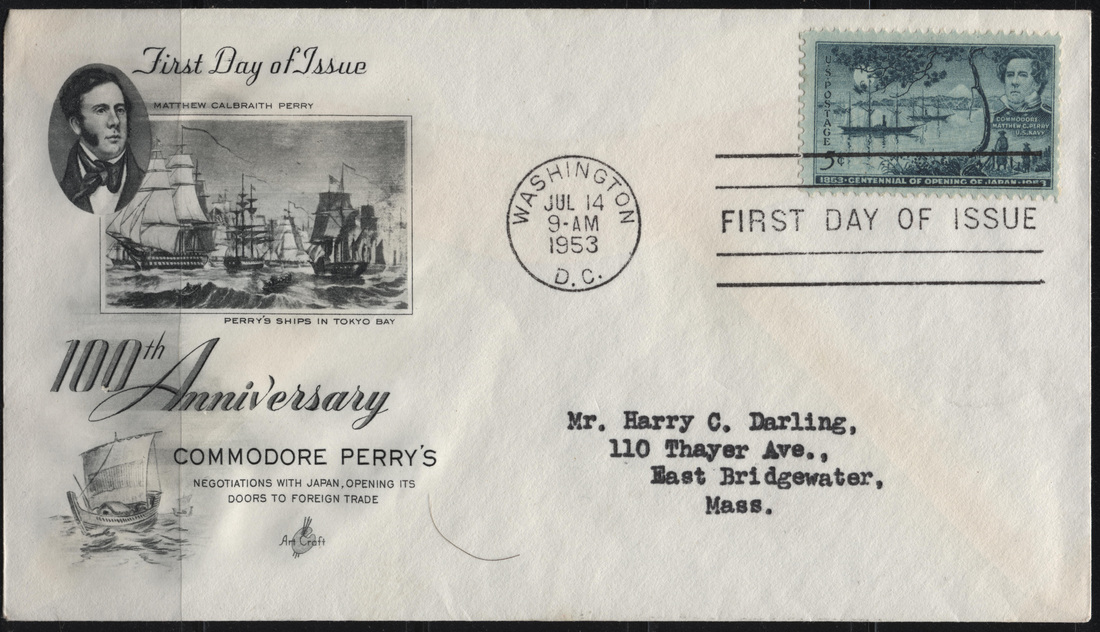 First Day of Issue
MATTHEW CALBRAITH PERRY
PERRY'S SHIPS IN TOKYO BAY
100th Anniversary
COMMODORE PERRY'S
NEGOTIATIONS WITH JAPAN, OPENING ITS
DOORS TO FOREIGN TRADE
Art Craft
WASHINGTON
JUL 14
9-AM
1953
D.C.
U.S. POSTAGE
5¢
COMMODORE
MATTHEW C. PERRY
U.S. NAVY
1853·CENTENNIAL OF OPENING OF JAPAN·1953
FIRST DAY OF ISSUE
Mr. Harry C. Darling,
110 Thayer Ave.,
East Bridgewater,
Mass.